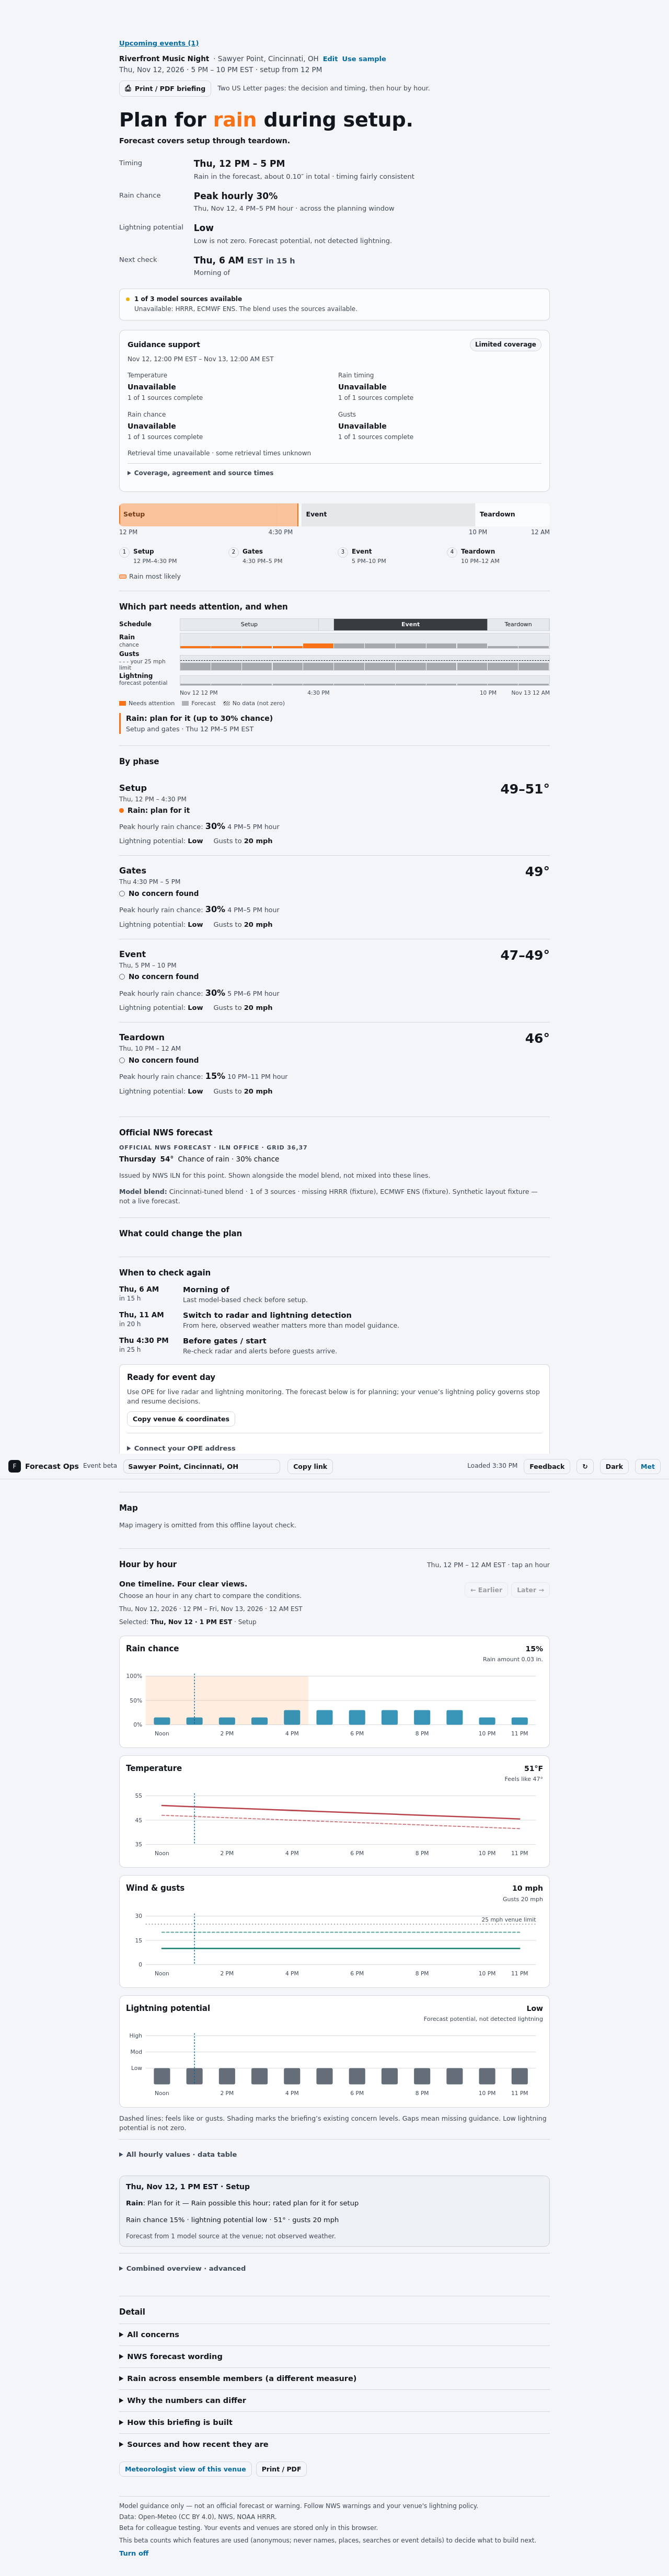 Upcoming events (1)
Riverfront Music Night · Sawyer Point, Cincinnati, OH Edit Use sample
Thu, Nov 12, 2026 · 5 PM – 10 PM EST · setup from 12 PM
Print / PDF briefing Two US Letter pages: the decision and timing, then hour by hour.
Plan for rain during setup.
Forecast covers setup through teardown.
Timing Thu, 12 PM – 5 PM
Rain in the forecast, about 0.10″ in total · timing fairly consistent
Rain chance Peak hourly 30%
Thu, Nov 12, 4 PM–5 PM hour · across the planning window
Lightning potential Low
Low is not zero. Forecast potential, not detected lightning.
Next check Thu, 6 AM EST in 15 h
Morning of
1 of 3 model sources available
Unavailable: HRRR, ECMWF ENS. The blend uses the sources available.
Guidance support Limited coverage
Nov 12, 12:00 PM EST – Nov 13, 12:00 AM EST
Temperature Rain timing
Unavailable Unavailable
1 of 1 sources complete 1 of 1 sources complete
Rain chance Gusts
Unavailable Unavailable
1 of 1 sources complete 1 of 1 sources complete
Retrieval time unavailable · some retrieval times unknown
▸ Coverage, agreement and source times
Setup Event Teardown
12 PM 4:30 PM 10 PM 12 AM
1 Setup 2 Gates 3 Event 4 Teardown
12 PM–4:30 PM 4:30 PM–5 PM 5 PM–10 PM 10 PM–12 AM
Rain most likely
Which part needs attention, and when
Schedule Setup Event Teardown
Rain
chance
Gusts
- - - your 25 mph
limit
Lightning
forecast potential
Nov 12 12 PM 4:30 PM 10 PM Nov 13 12 AM
Needs attention Forecast No data (not zero)
Rain: plan for it (up to 30% chance)
Setup and gates · Thu 12 PM–5 PM EST
By phase
Setup 49–51°
Thu, 12 PM – 4:30 PM
Rain: plan for it
Peak hourly rain chance: 30% 4 PM–5 PM hour
Lightning potential: Low Gusts to 20 mph
Gates 49°
Thu 4:30 PM – 5 PM
No concern found
Peak hourly rain chance: 30% 4 PM–5 PM hour
Lightning potential: Low Gusts to 20 mph
Event 47–49°
Thu, 5 PM – 10 PM
No concern found
Peak hourly rain chance: 30% 5 PM–6 PM hour
Lightning potential: Low Gusts to 20 mph
Teardown 46°
Thu, 10 PM – 12 AM
No concern found
Peak hourly rain chance: 15% 10 PM–11 PM hour
Lightning potential: Low Gusts to 20 mph
Official NWS forecast
OFFICIAL NWS FORECAST · ILN OFFICE · GRID 36,37
Thursday 54° Chance of rain · 30% chance
Issued by NWS ILN for this point. Shown alongside the model blend, not mixed into these lines.
Model blend: Cincinnati-tuned blend · 1 of 3 sources · missing HRRR (fixture), ECMWF ENS (fixture). Synthetic layout fixture —
not a live forecast.
What could change the plan
When to check again
Thu, 6 AM Morning of
in 15 h Last model-based check before setup.
Thu, 11 AM Switch to radar and lightning detection
in 20 h From here, observed weather matters more than model guidance.
Thu 4:30 PM Before gates / start
in 25 h Re-check radar and alerts before guests arrive.
Ready for event day
Use OPE for live radar and lightning monitoring. The forecast below is for planning; your venue's lightning policy governs stop
and resume decisions.
Copy venue & coordinates
▸ Connect your OPE address
F Forecast Ops Event beta Sawyer Point, Cincinnati, OH Copy link Loaded 3:30 PM Feedback ↻ Dark Met
Map
Map imagery is omitted from this offline layout check.
Hour by hour Thu, 12 PM – 12 AM EST · tap an hour
One timeline. Four clear views. ← Earlier Later →
Choose an hour in any chart to compare the conditions.
Thu, Nov 12, 2026 · 12 PM – Fri, Nov 13, 2026 · 12 AM EST
Selected: Thu, Nov 12 · 1 PM EST · Setup
Rain chance 15%
Rain amount 0.03 in.
100%
50%
0%
Noon 2 PM 4 PM 6 PM 8 PM 10 PM 11 PM
Temperature 51°F
Feels like 47°
55
45
35
Noon 2 PM 4 PM 6 PM 8 PM 10 PM 11 PM
Wind & gusts 10 mph
Gusts 20 mph
30
25 mph venue limit
15
0
Noon 2 PM 4 PM 6 PM 8 PM 10 PM 11 PM
Lightning potential Low
Forecast potential, not detected lightning
High
Mod
Low
Noon 2 PM 4 PM 6 PM 8 PM 10 PM 11 PM
Dashed lines: feels like or gusts. Shading marks the briefing's existing concern levels. Gaps mean missing guidance. Low lightning
potential is not zero.
▸ All hourly values · data table
Thu, Nov 12, 1 PM EST · Setup
Rain: Plan for it — Rain possible this hour; rated plan for it for setup
Rain chance 15% · lightning potential low · 51° · gusts 20 mph
Forecast from 1 model source at the venue; not observed weather.
▸ Combined overview · advanced
Detail
▸ All concerns
▸ NWS forecast wording
▸ Rain across ensemble members (a different measure)
▸ Why the numbers can differ
▸ How this briefing is built
▸ Sources and how recent they are
Meteorologist view of this venue Print / PDF
Model guidance only — not an official forecast or warning. Follow NWS warnings and your venue's lightning policy.
Data: Open-Meteo (CC BY 4.0), NWS, NOAA HRRR.
Beta for colleague testing. Your events and venues are stored only in this browser.
This beta counts which features are used (anonymous; never names, places, searches or event details) to decide what to build next.
Turn off